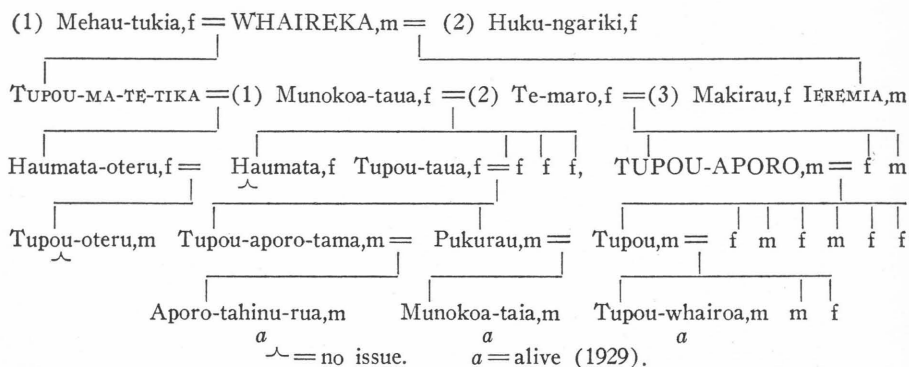 (1) Mehau-tukia,f = WHAIREKA,m = (2) Huku-ngariki,f
TUPOU-MA-TE-TIKA = (1) Munokoa-taua,f = (2) Te-maro,f = (3) Makirau,f IEREMIA,m
Haumata-oteru,f = Haumata,f Tupou-taua,f = f f f, TUPOU-APORO,m = f m
Tupou-oteru,m Tupou-aporo-tama,m = Pukurau,m = Tupou,m = f m f m f f
Aporo-tahinu-rua,m Munokoa-taia,m Tupou-whairoa,m m f
a a a
= no issue. a = alive (1929).